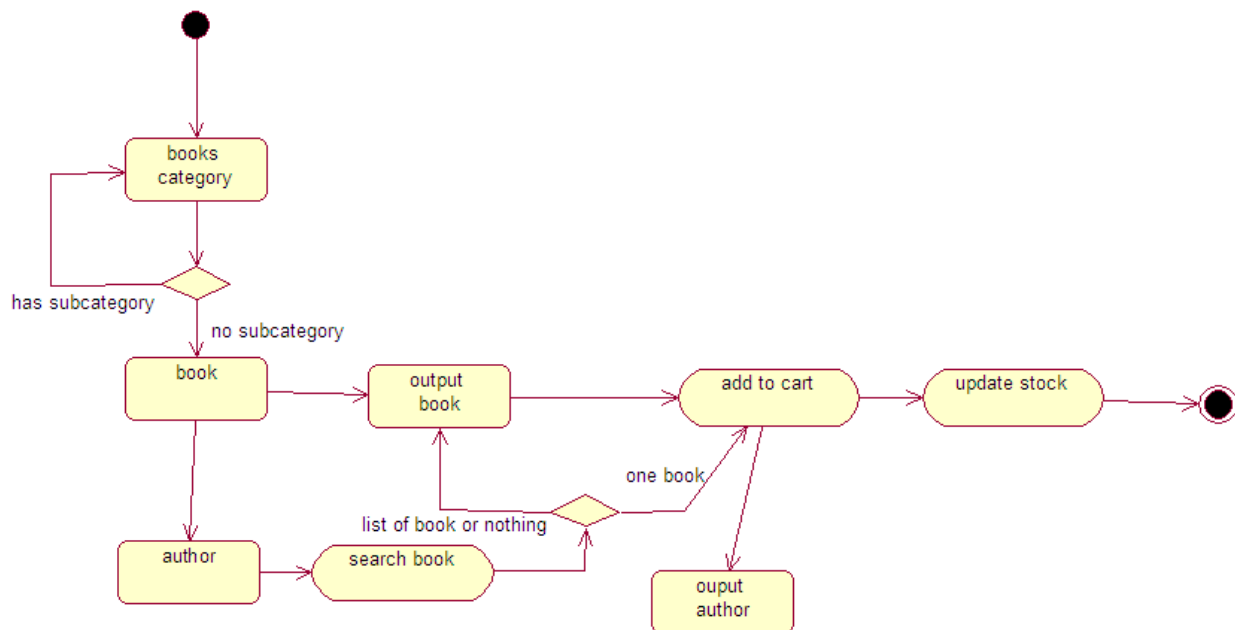 books
category
has subcategory
no subcategory
book
output
book
add to cart
update stock
one book
list of book or nothing
author
search book
ouput
author